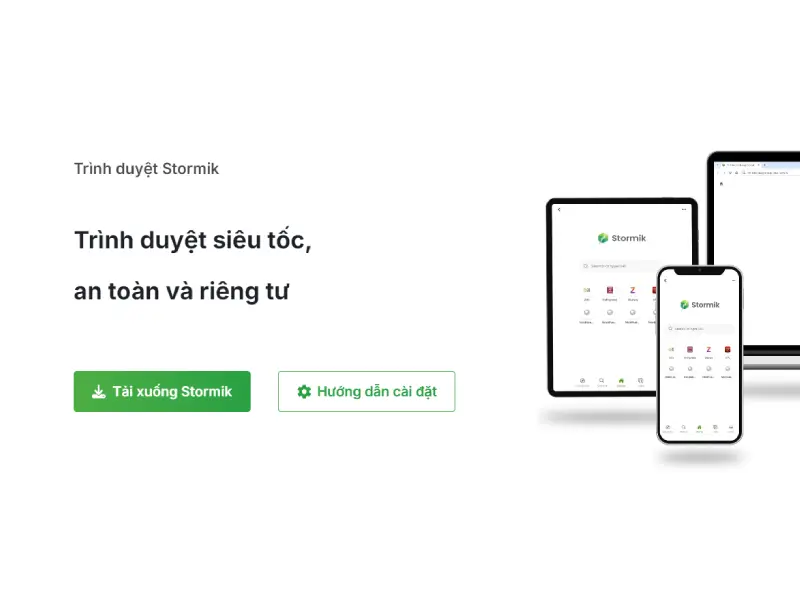 Trình duyệt Stormik
Trình duyệt siêu tốc,
an toàn và riêng tư
Tải xuống Stormik
Hướng dẫn cài đặt
Stormik
Stormik